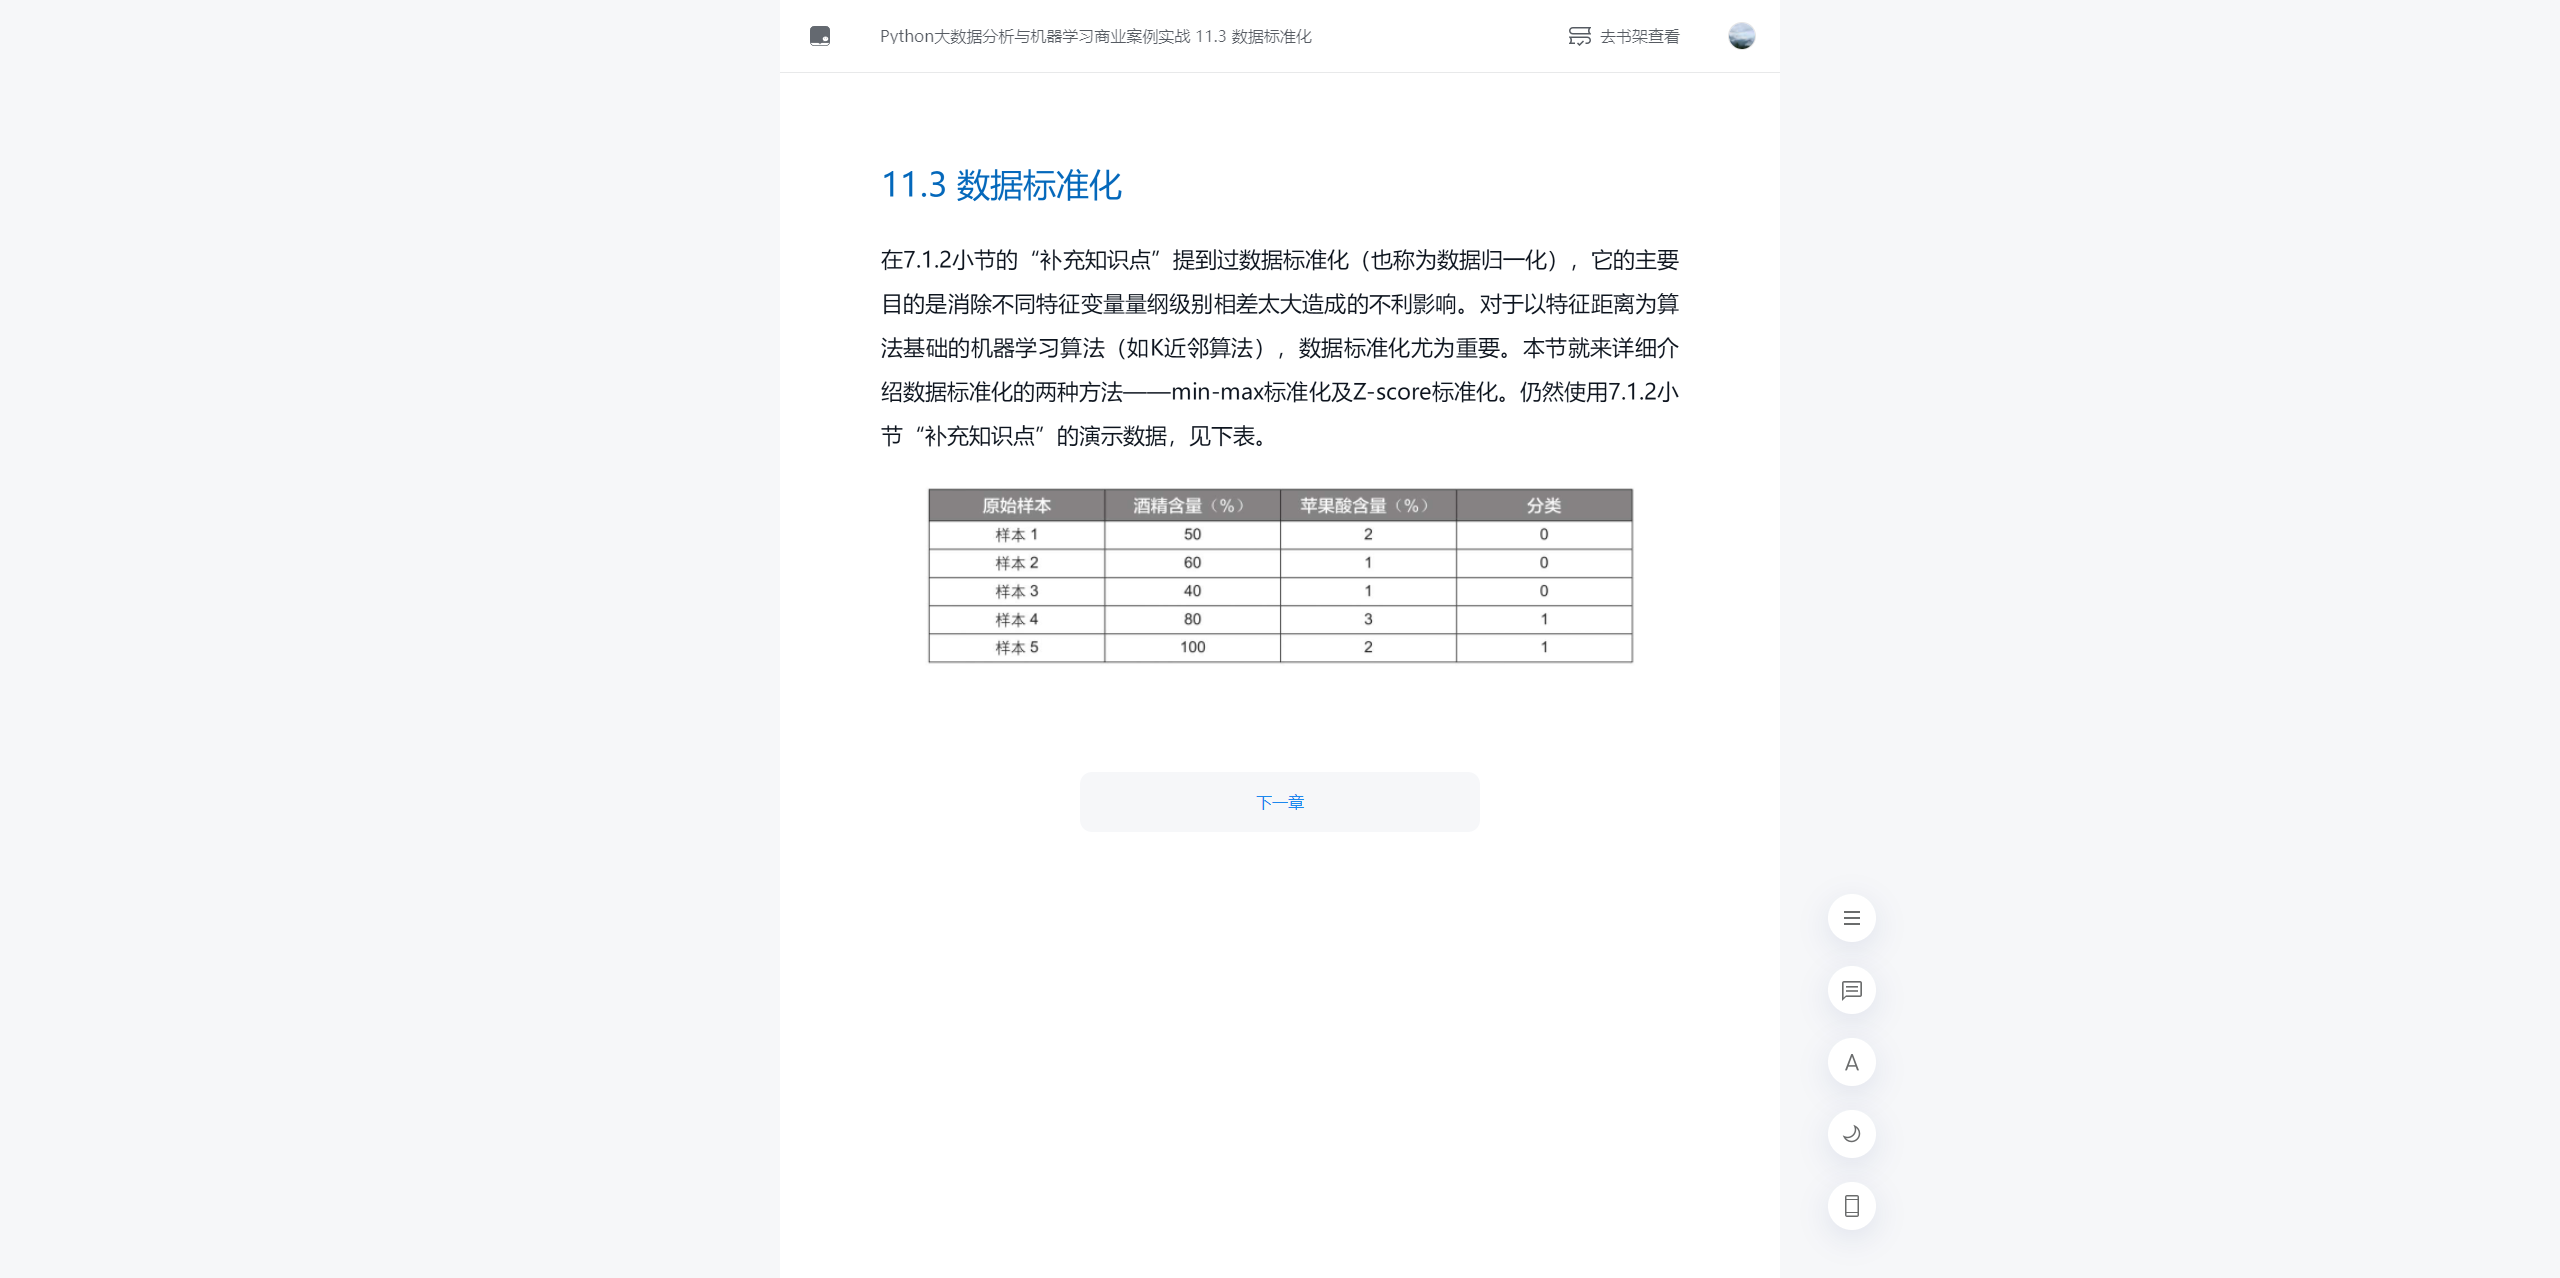 Python大数据分析与机器学习商业案例实战 11.3 数据标准化
去书架查看
11.3 数据标准化
在7.1.2小节的“补充知识点”提到过数据标准化（也称为数据归一化），它的主要
目的是消除不同特征变量量纲级别相差太大造成的不利影响。对于以特征距离为算
法基础的机器学习算法（如K近邻算法），数据标准化尤为重要。本节就来详细介
绍数据标准化的两种方法——min-max标准化及Z-score标准化。仍然使用7.1.2小
节“补充知识点”的演示数据，见下表。
原始样本 酒精含量（%） 苹果酸含量（%） 分类
样本 1 50 2 0
样本 2 60 1 0
样本 3 40 1 0
样本 4 80 3 1
样本 5 100 2 1
下一章
A